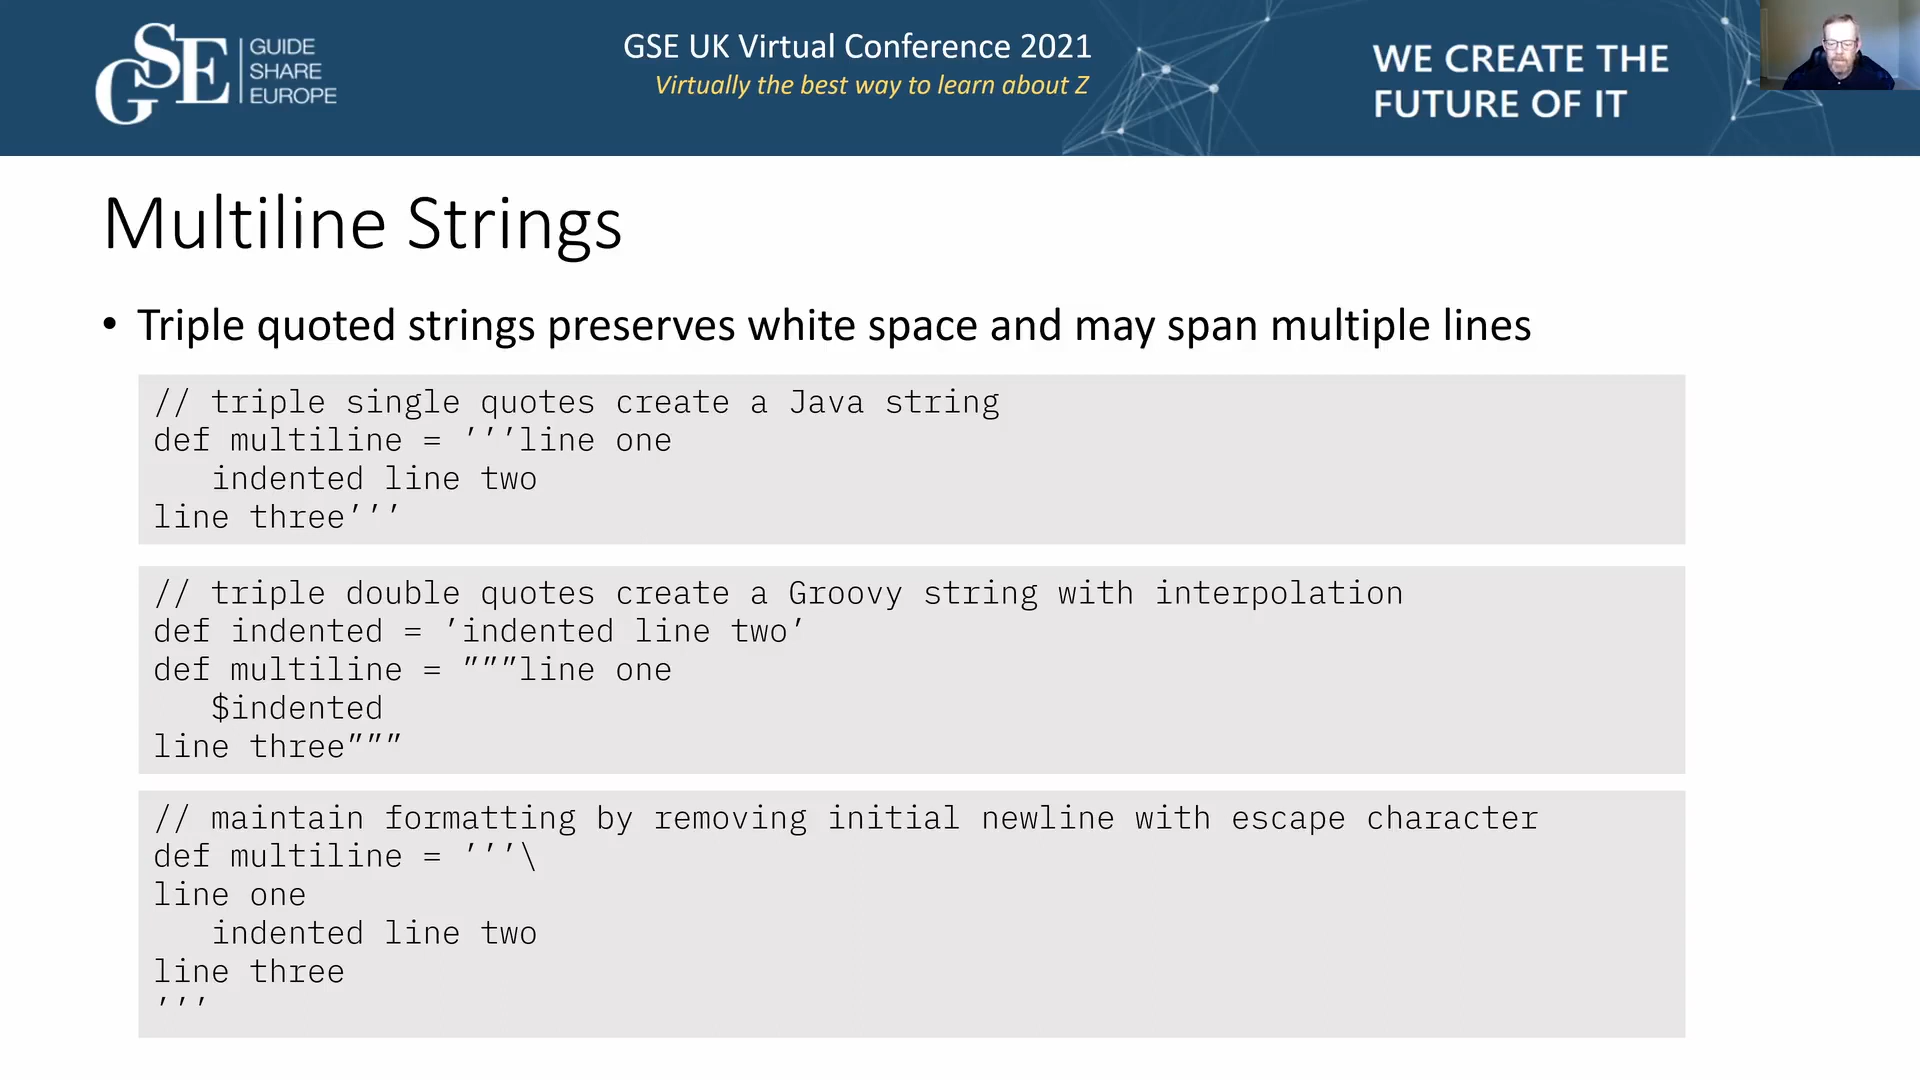 GSE
GUIDE
SHARE
EUROPE
GSE UK Virtual Conference 2021
Virtually the best way to learn about Z
WE CREATE THE
FUTURE OF IT
Multiline Strings
• Triple quoted strings preserves white space and may span multiple lines
// triple single quotes create a Java string
def multiline = ′′′line one
   indented line two
line three′′′
// triple double quotes create a Groovy string with interpolation
def indented = ′indented line two′
def multiline = ″″″line one
   $indented
line three″″″
// maintain formatting by removing initial newline with escape character
def multiline = ′′′\
line one
   indented line two
line three
′′′